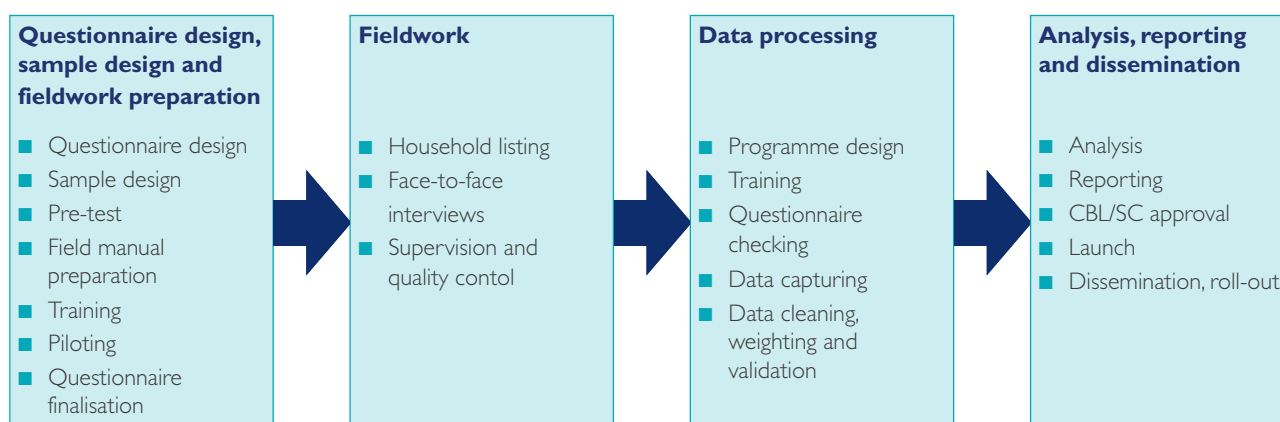 Questionnaire design,
sample design and
fieldwork preparation
■ Questionnaire design
■ Sample design
■ Pre-test
■ Field manual
preparation
■ Training
■ Piloting
■ Questionnaire
finalisation
Fieldwork
■ Household listing
■ Face-to-face
interviews
■ Supervision and
quality contol
Data processing
■ Programme design
■ Training
■ Questionnaire
checking
■ Data capturing
■ Data cleaning,
weighting and
validation
Analysis, reporting
and dissemination
■ Analysis
■ Reporting
■ CBL/SC approval
■ Launch
■ Dissemination, roll-out